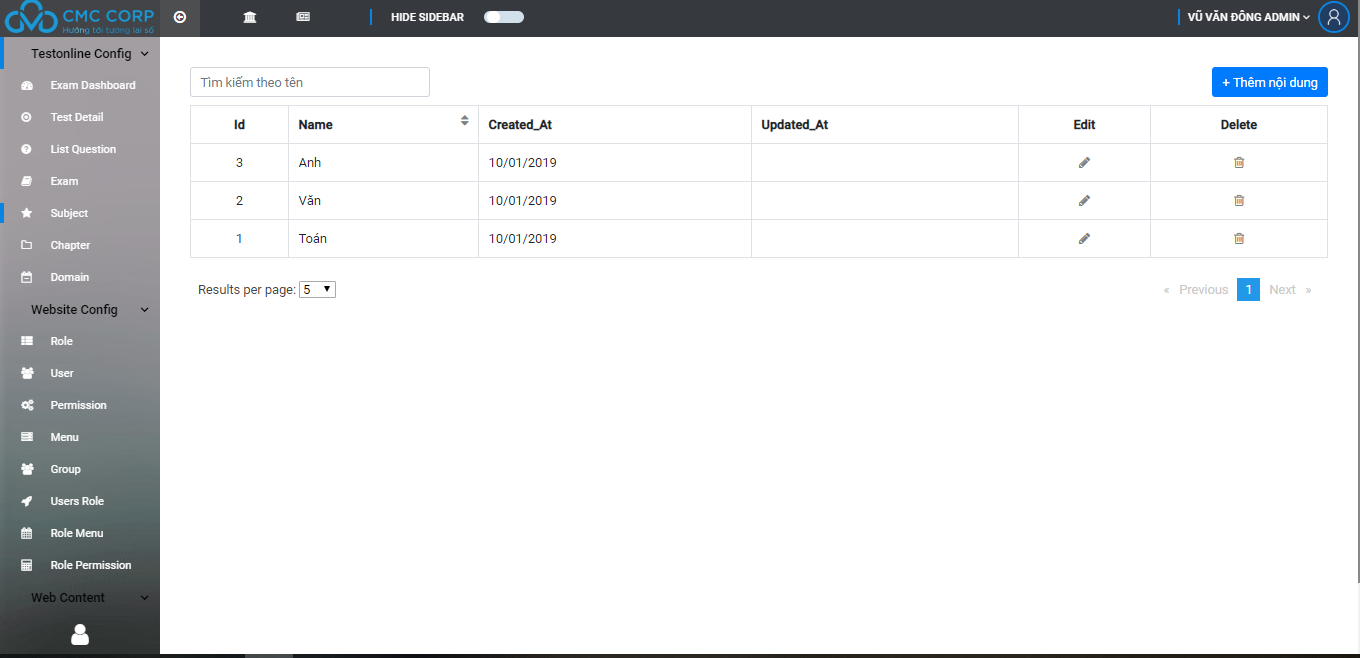 CMC CORP
Hướng tới tương lai số
HIDE SIDEBAR
VŨ VĂN ĐÔNG ADMIN
Testonline Config
Exam Dashboard
Test Detail
List Question
Exam
Subject
Chapter
Domain
Website Config
Role
User
Permission
Menu
Group
Users Role
Role Menu
Role Permission
Web Content
Tìm kiếm theo tên
+ Thêm nội dung
Id Name Created_At Updated_At Edit Delete
3 Anh 10/01/2019
2 Văn 10/01/2019
1 Toán 10/01/2019
Results per page: 5
« Previous 1 Next »